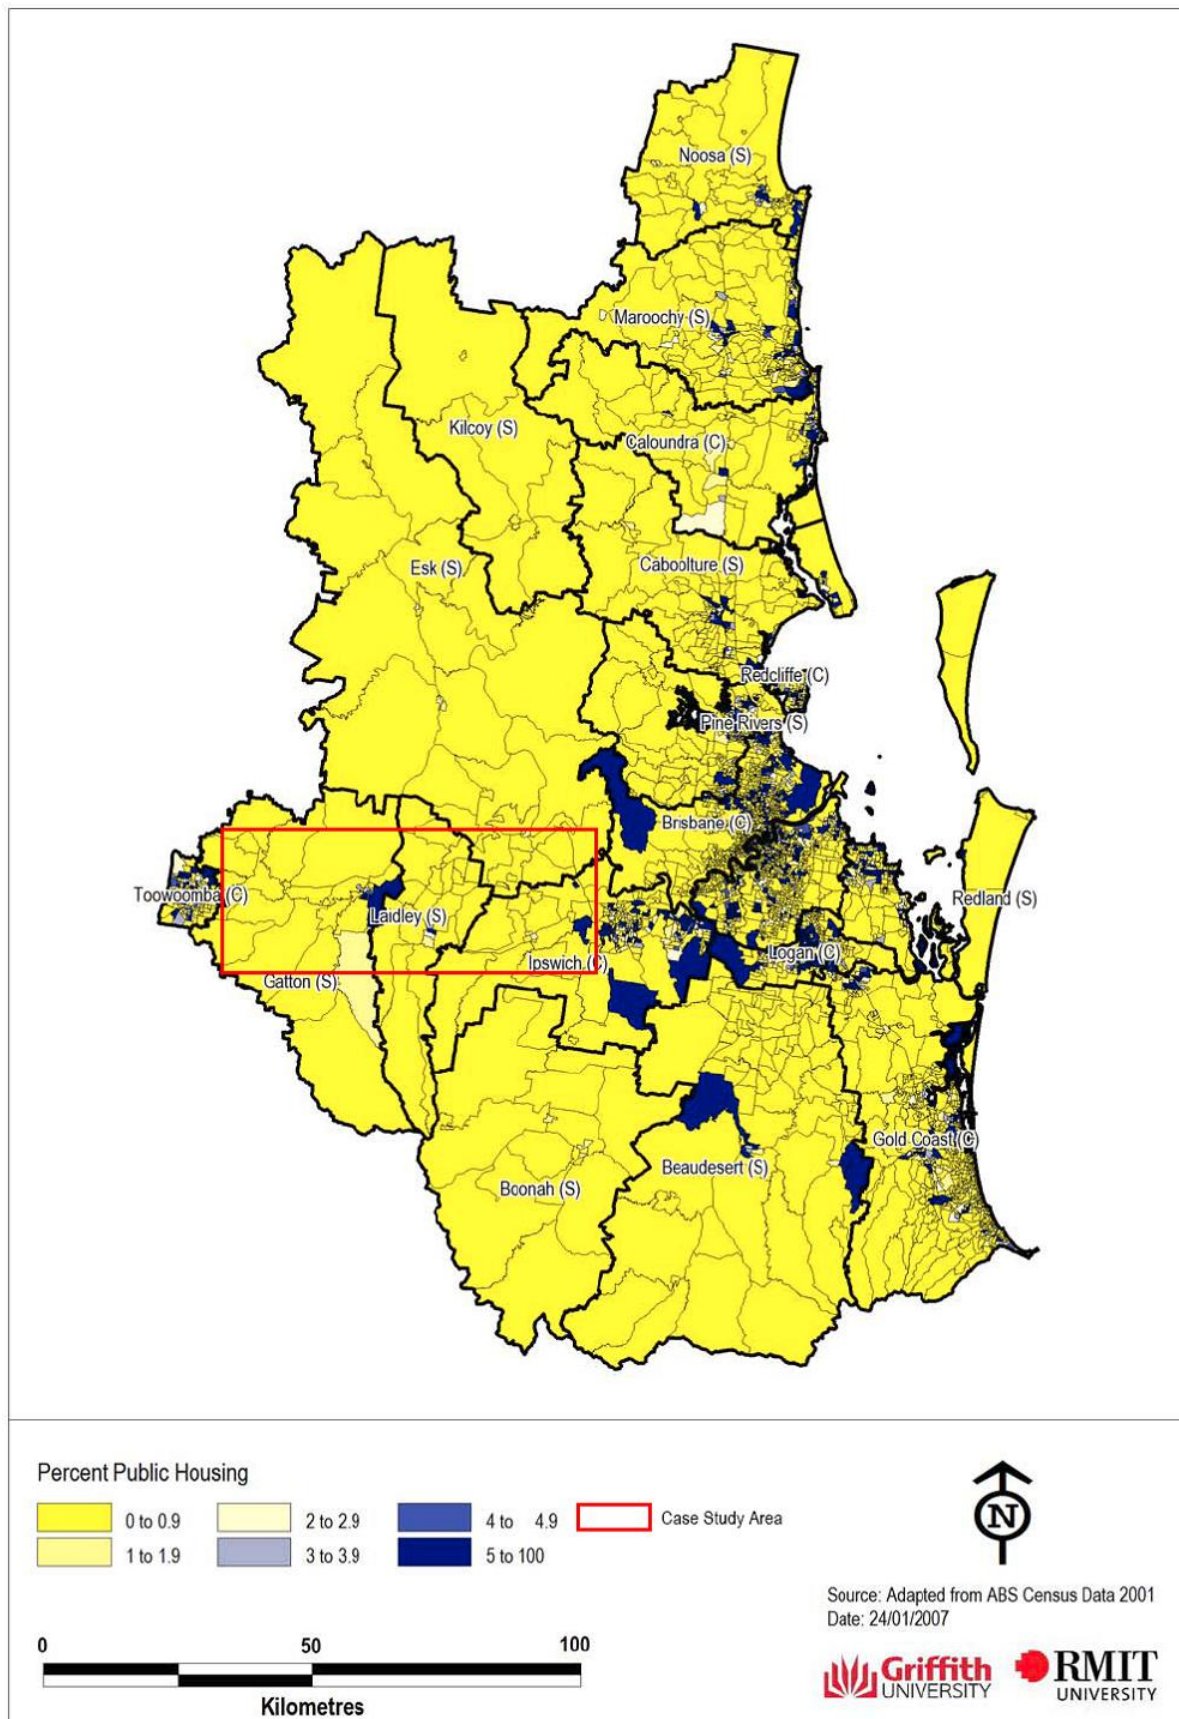 Noosa (S)
Maroochy (S)
Kilcoy (S)
Caloundra (C)
Esk (S)
Caboolture (S)
Redcliffe (C)
Pine Rivers (S)
Brisbane (C)
Toowoomba (C)
Laidley (S)
Redland (S)
Ipswich (C)
Logan (C)
Gatton (S)
Gold Coast (C)
Beaudesert (S)
Boonah (S)
Percent Public Housing
0 to 0.9
2 to 2.9
4 to 4.9
Case Study Area
1 to 1.9
3 to 3.9
5 to 100
N
Source: Adapted from ABS Census Data 2001
Date: 24/01/2007
0 50 100
Kilometres
Griffith
UNIVERSITY
RMIT
UNIVERSITY